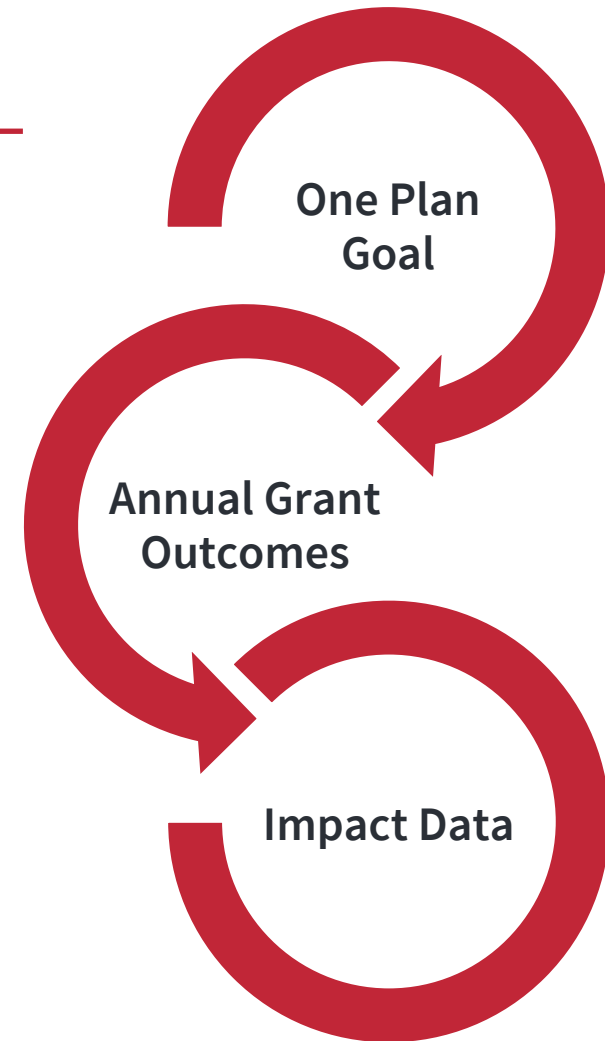 One Plan
Goal
Annual Grant
Outcomes
Impact Data